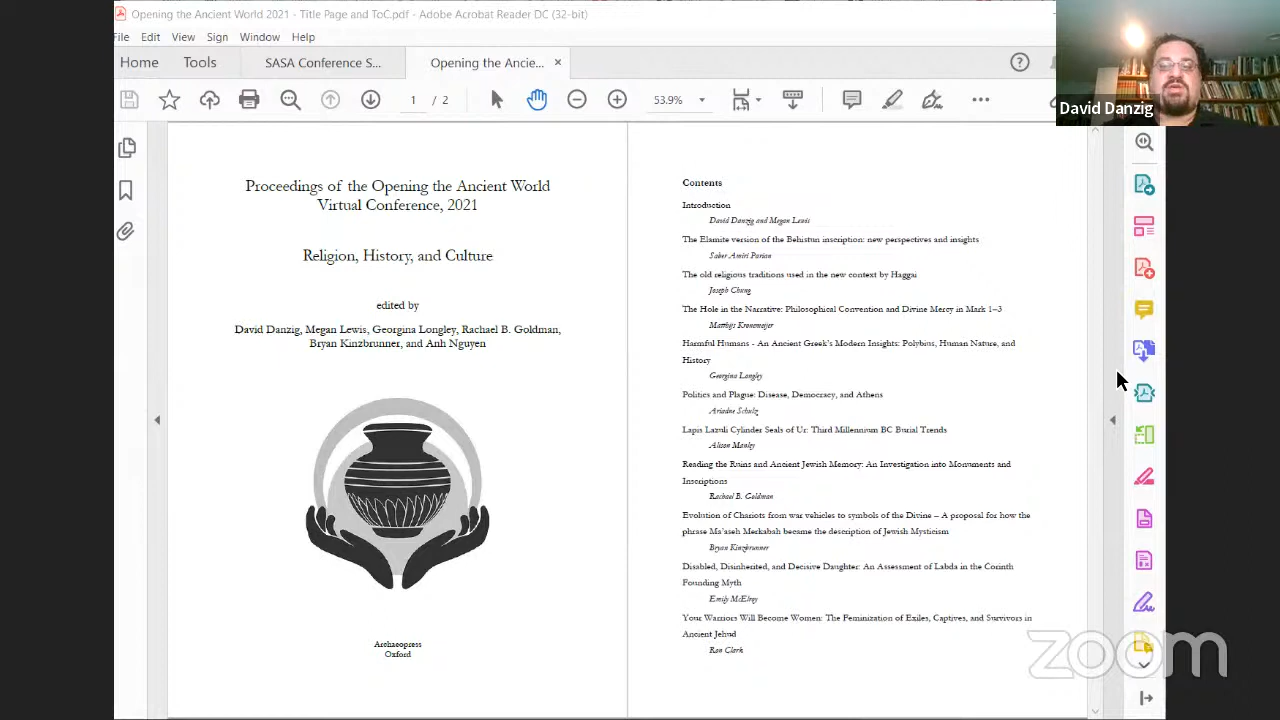 Opening the Ancient World 2021 - Title Page and ToC.pdf - Adobe Acrobat Reader DC (32-bit)
File Edit View Sign Window Help
Home Tools SASA Conference S... Opening the Ancie... ×
1 / 2 53.9%
David Danzig
Proceedings of the Opening the Ancient World
Virtual Conference, 2021
Religion, History, and Culture
edited by
David Danzig, Megan Lewis, Georgina Longley, Rachael B. Goldman,
Bryan Kinzbrunner, and Anh Nguyen
Archaeopress
Oxford
Contents
Introduction
David Danzig and Megan Lewis
The Elamite version of the Behistun inscription: new perspectives and insights
Saber Amiri Parian
The old religious traditions used in the new context by Haggai
Joseph Chung
The Hole in the Narrative: Philosophical Convention and Divine Mercy in Mark 1–3
Matthijs Kronemeijer
Harmful Humans - An Ancient Greek's Modern Insights: Polybius, Human Nature, and
History
Georgina Longley
Politics and Plague: Disease, Democracy, and Athens
Ariadne Schulz
Lapis Lazuli Cylinder Seals of Ur: Third Millennium BC Burial Trends
Alison Manley
Reading the Ruins and Ancient Jewish Memory: An Investigation into Monuments and
Inscriptions
Rachael B. Goldman
Evolution of Chariots from war vehicles to symbols of the Divine – A proposal for how the
phrase Ma'aseh Merkabah became the description of Jewish Mysticism
Bryan Kinzbrunner
Disabled, Disinherited, and Decisive Daughter: An Assessment of Labda in the Corinth
Founding Myth
Emily McElroy
Your Warriors Will Become Women: The Feminization of Exiles, Captives, and Survivors in
Ancient Jehud
Ron Clark
zoom